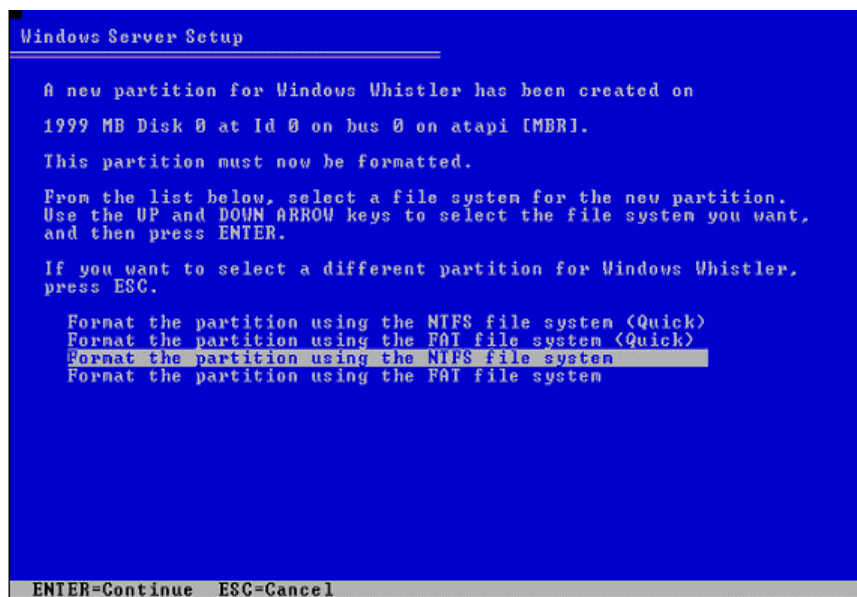 Windows Server Setup
A new partition for Windows Whistler has been created on
1999 MB Disk 0 at Id 0 on bus 0 on atapi [MBR].
This partition must now be formatted.
From the list below, select a file system for the new partition.
Use the UP and DOWN ARROW keys to select the file system you want,
and then press ENTER.
If you want to select a different partition for Windows Whistler,
press ESC.
Format the partition using the NTFS file system (Quick)
Format the partition using the FAT file system (Quick)
Format the partition using the NTFS file system
Format the partition using the FAT file system
ENTER=Continue ESC=Cancel